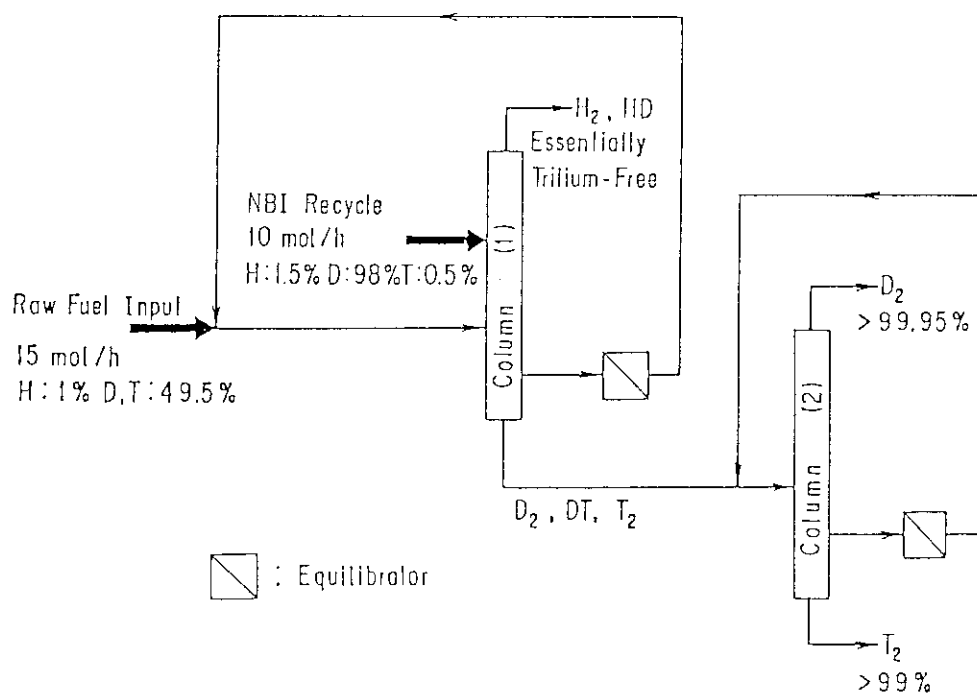 H₂, HD
Essentially
Tritium-Free
NBI Recycle
10 mol/h
H:1.5% D:98% T:0.5%
Raw Fuel Input
15 mol/h
H:1% D,T:49.5%
Column (1)
D₂, DT, T₂
D₂
>99.95%
Column (2)
T₂
>99%
: Equilibrator